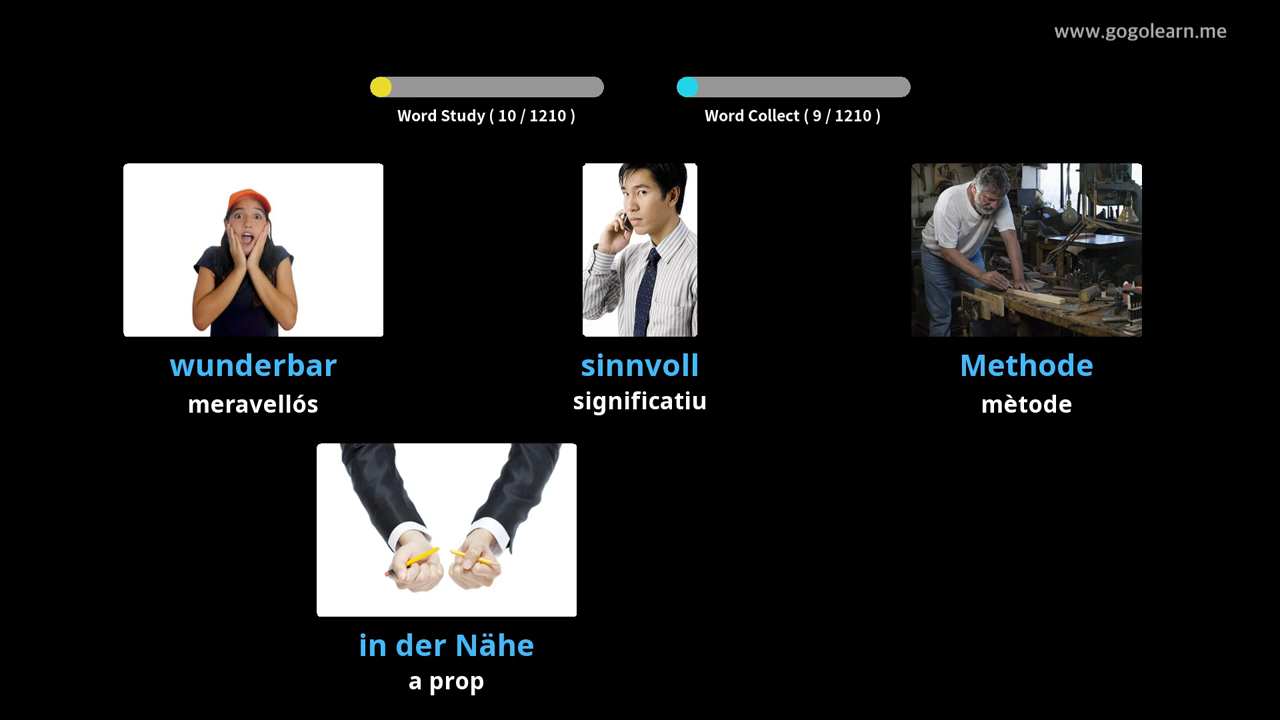 www.gogolearn.me
Word Study ( 10 / 1210 )
Word Collect ( 9 / 1210 )
wunderbar
meravellós
sinnvoll
significatiu
Methode
mètode
in der Nähe
a prop